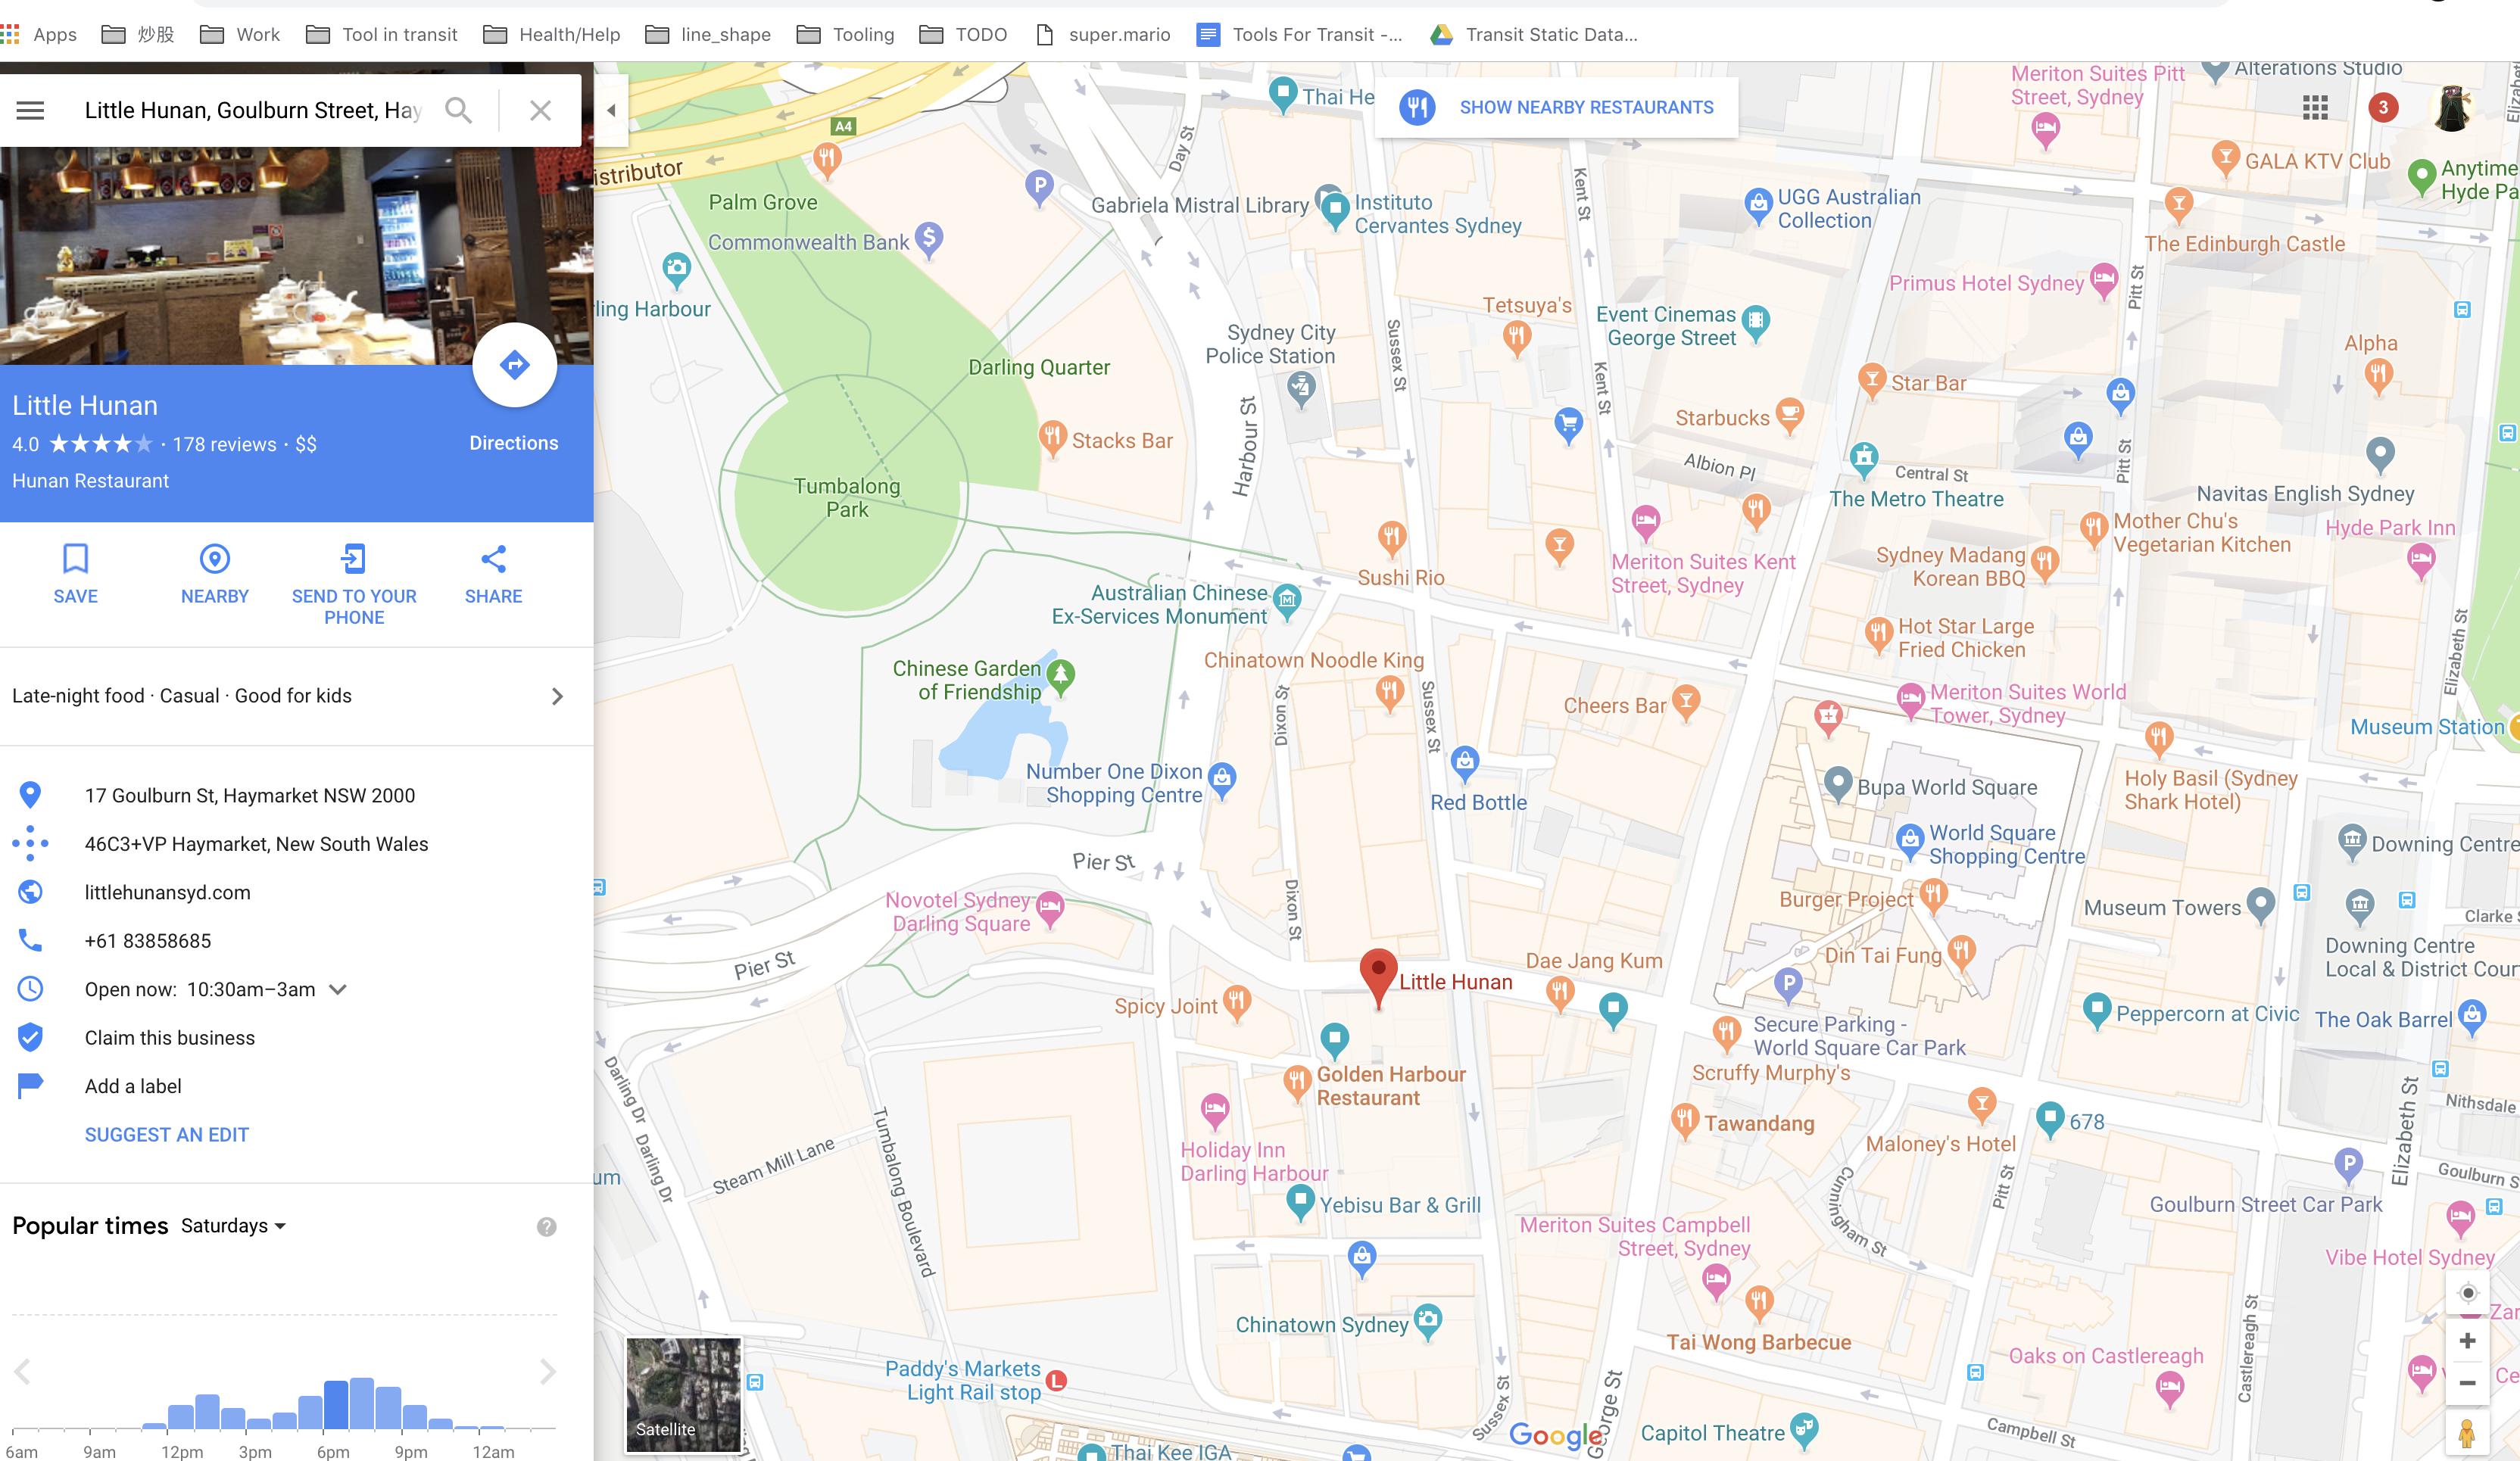 Apps
炒股
Work
Tool in transit
Health/Help
line_shape
Tooling
TODO
super.mario
Tools For Transit -...
Transit Static Data...
Little Hunan, Goulburn Street, Hay
Little Hunan
4.0 ★★★★★ · 178 reviews · $$
Directions
Hunan Restaurant
SAVE
NEARBY
SEND TO YOUR
PHONE
SHARE
Late-night food · Casual · Good for kids
17 Goulburn St, Haymarket NSW 2000
46C3+VP Haymarket, New South Wales
littlehunansyd.com
+61 83858685
Open now: 10:30am–3am
Claim this business
Add a label
SUGGEST AN EDIT
Popular times Saturdays
?
6am
9am
12pm
3pm
6pm
9pm
12am
SHOW NEARBY RESTAURANTS
3
Thai He
A4
istributor
Day St
Meriton Suites Pitt
Street, Sydney
Alterations Studio
GALA KTV Club
Anytime
Hyde Pa
Palm Grove
Commonwealth Bank
P
Gabriela Mistral Library
Instituto
Cervantes Sydney
Kent St
UGG Australian
Collection
The Edinburgh Castle
Primus Hotel Sydney
Pitt St
rling Harbour
Tetsuya's
Event Cinemas
George Street
Sydney City
Police Station
Sussex St
Kent St
Darling Quarter
Star Bar
Alpha
Starbucks
Stacks Bar
Harbour St
Albion Pl
Central St
Pitt St
The Metro Theatre
Navitas English Sydney
Tumbalong
Park
Mother Chu's
Vegetarian Kitchen
Hyde Park Inn
Sydney Madang
Korean BBQ
Sushi Rio
Meriton Suites Kent
Street, Sydney
Australian Chinese
Ex-Services Monument
Hot Star Large
Fried Chicken
Elizabeth St
Chinese Garden
of Friendship
Chinatown Noodle King
Dixon St
Sussex St
Cheers Bar
Meriton Suites World
Tower, Sydney
Museum Station
Number One Dixon
Shopping Centre
Red Bottle
Bupa World Square
Holy Basil (Sydney
Shark Hotel)
World Square
Shopping Centre
Downing Centre
Pier St
Novotel Sydney
Darling Square
Dixon St
Burger Project
Museum Towers
Clarke
Din Tai Fung
Downing Centre
Local & District Cour
Pier St
Little Hunan
Dae Jang Kum
P
Spicy Joint
Secure Parking -
World Square Car Park
Peppercorn at Civic
The Oak Barrel
Scruffy Murphy's
Golden Harbour
Restaurant
Darling Dr
Darling Dr
Tawandang
Maloney's Hotel
678
Nithsdale
Elizabeth St
Holiday Inn
Darling Harbour
Steam Mill Lane
Tumbalong Boulevard
um
P
Goulburn S
Yebisu Bar & Grill
Cunningham St
Pitt St
Goulburn Street Car Park
Meriton Suites Campbell
Street, Sydney
Vibe Hotel Sydney
Zar
Chinatown Sydney
Tai Wong Barbecue
Oaks on Castlereagh
Castlereagh St
Ce
Paddy's Markets
Light Rail stop
L
Satellite
Sussex St
Google
George St
Capitol Theatre
Campbell St
Thai Kee IGA